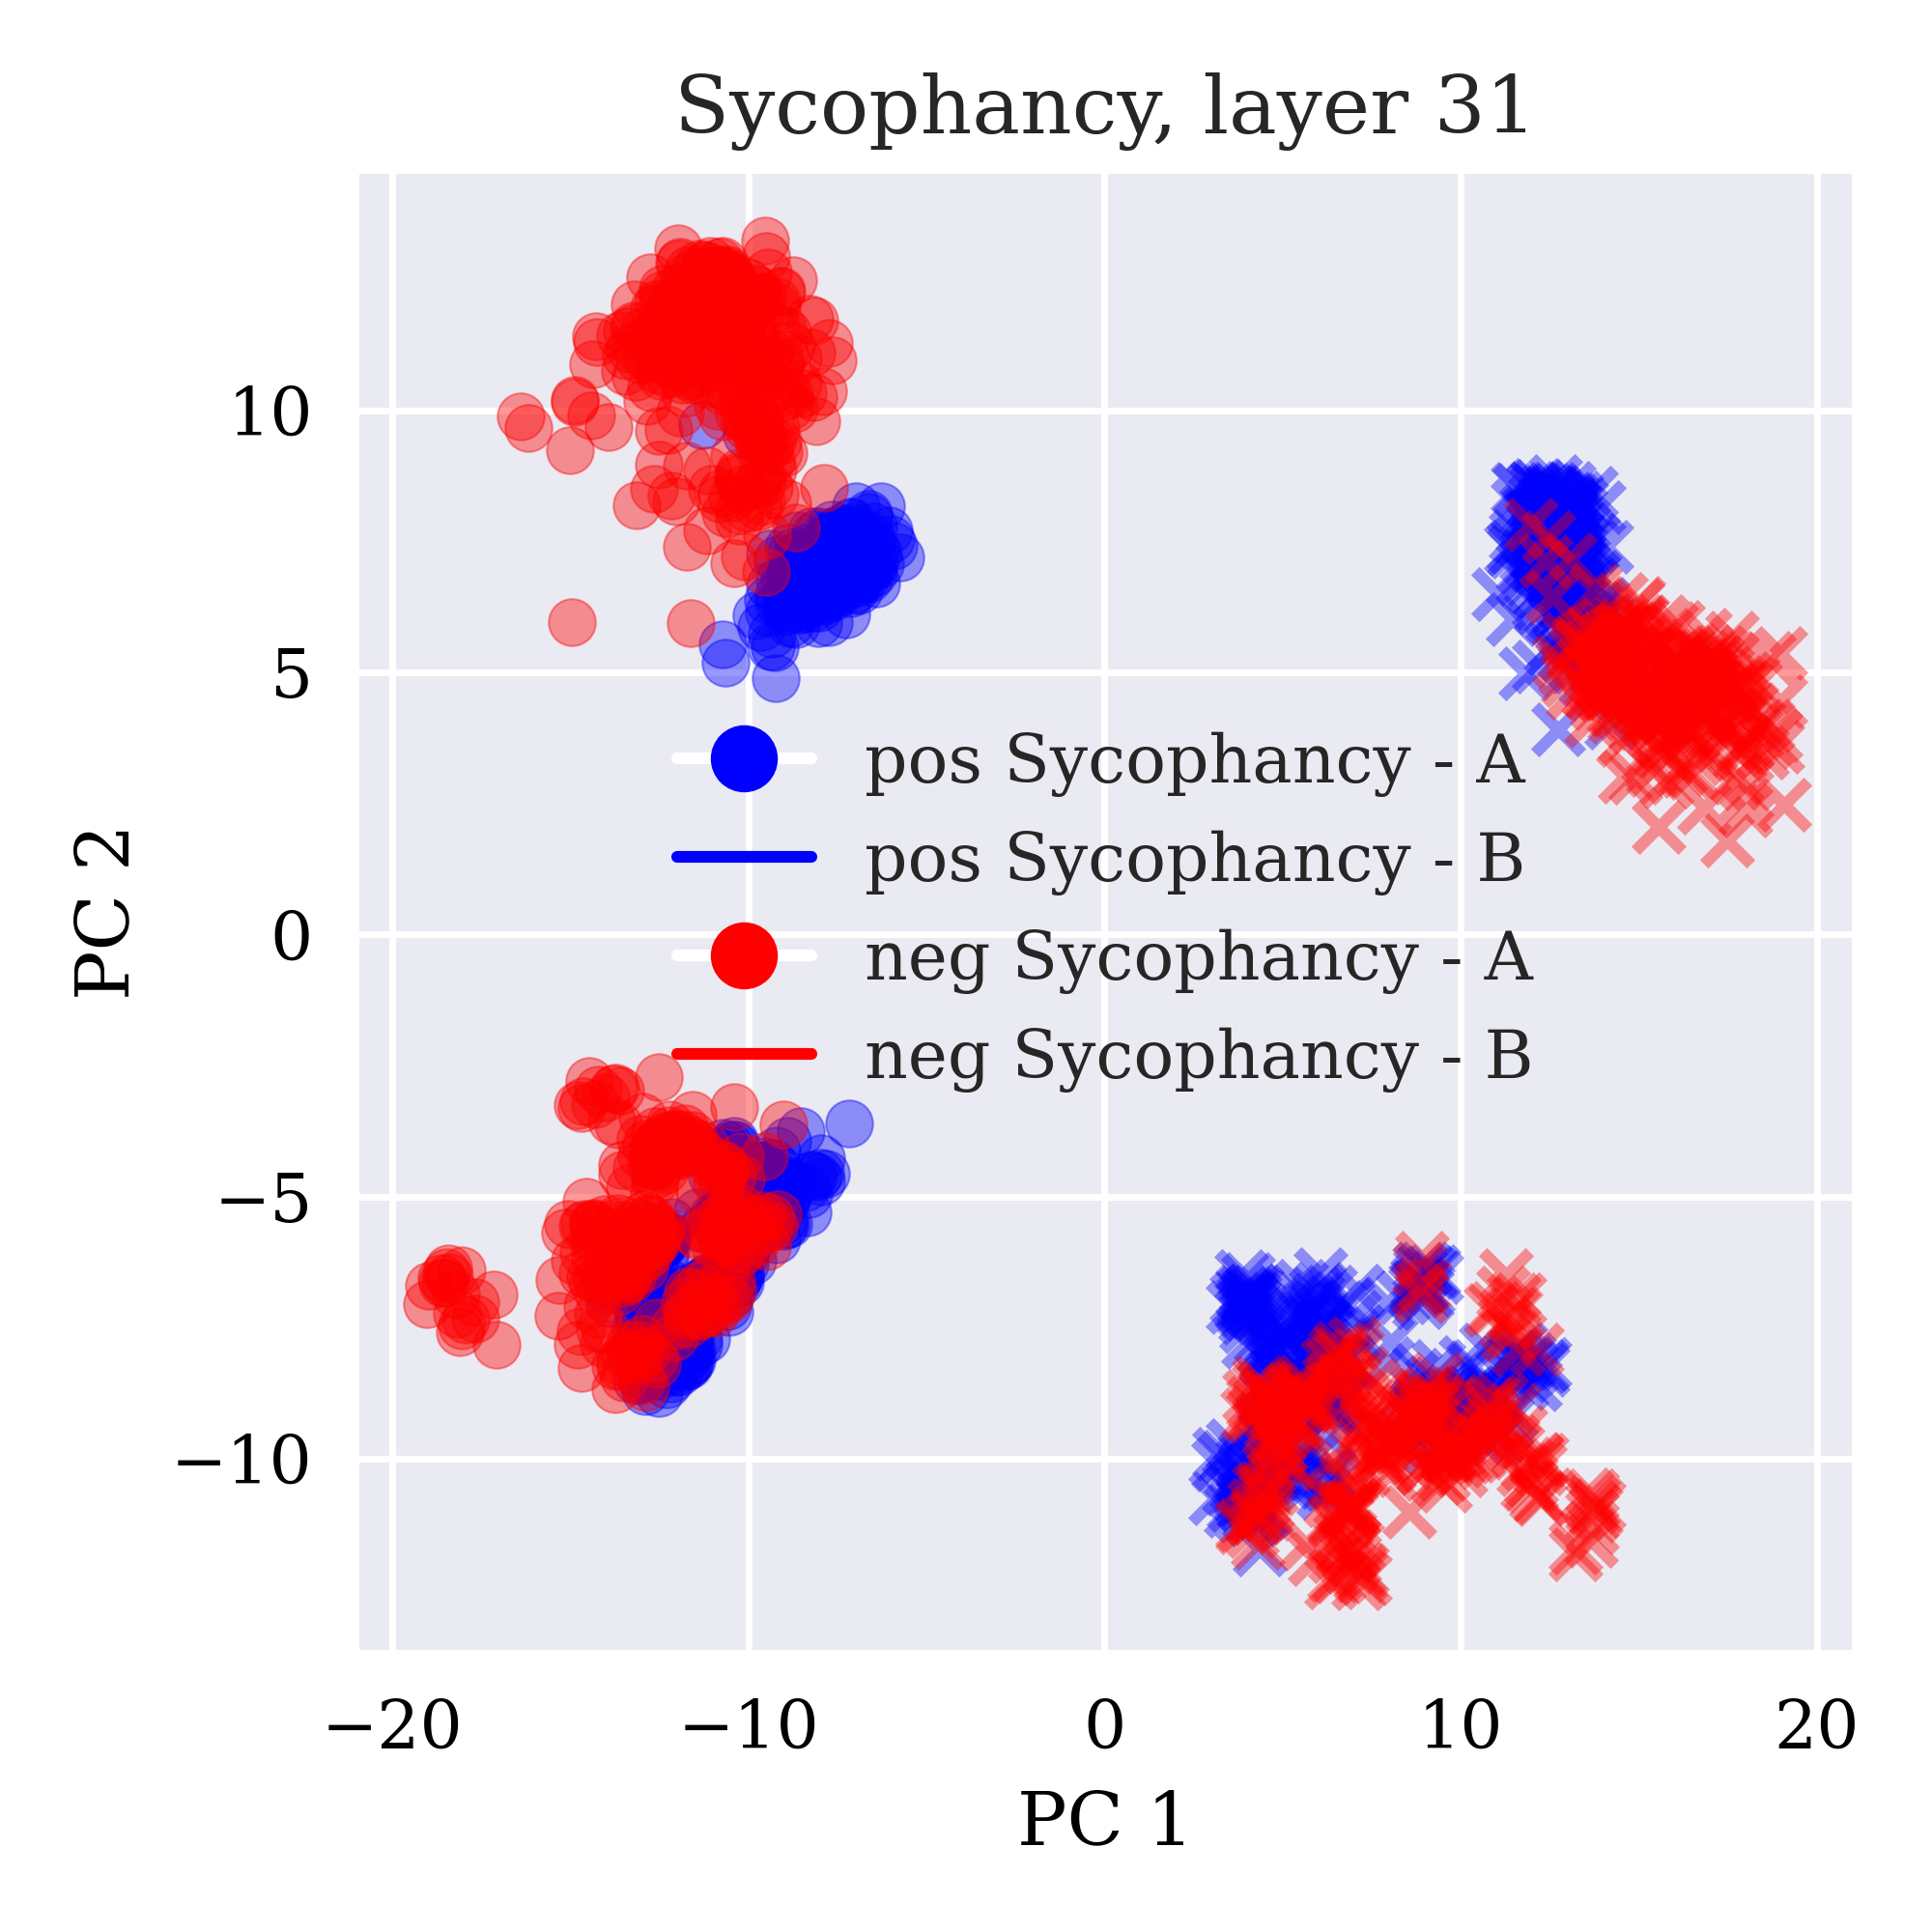 Sycophancy, layer 31
10
5
0
−5
−10
PC 2
pos Sycophancy - A
pos Sycophancy - B
neg Sycophancy - A
neg Sycophancy - B
−20 −10 0 10 20
PC 1